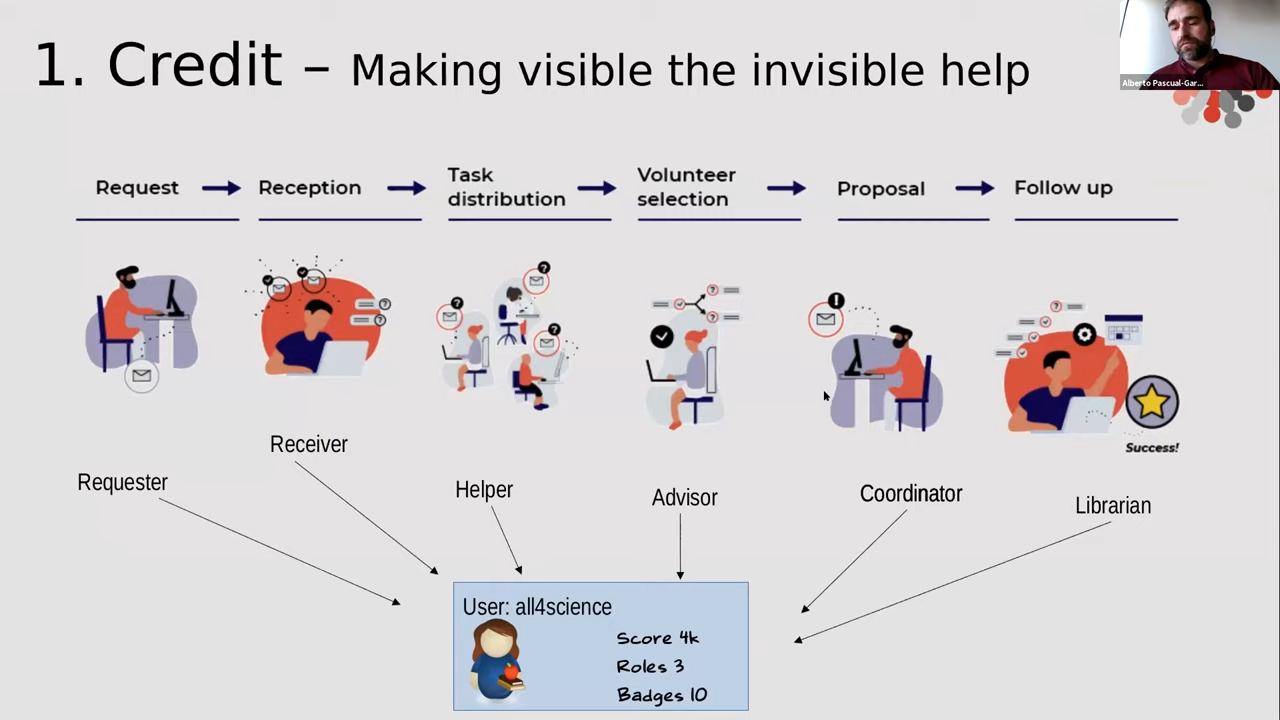 1. Credit – Making visible the invisible help
Alberto Pascual-Gar...
Request
Reception
Task
distribution
Volunteer
selection
Proposal
Follow up
Success!
Receiver
Requester
Helper
Advisor
Coordinator
Librarian
User: all4science
Score 4k
Roles 3
Badges 10